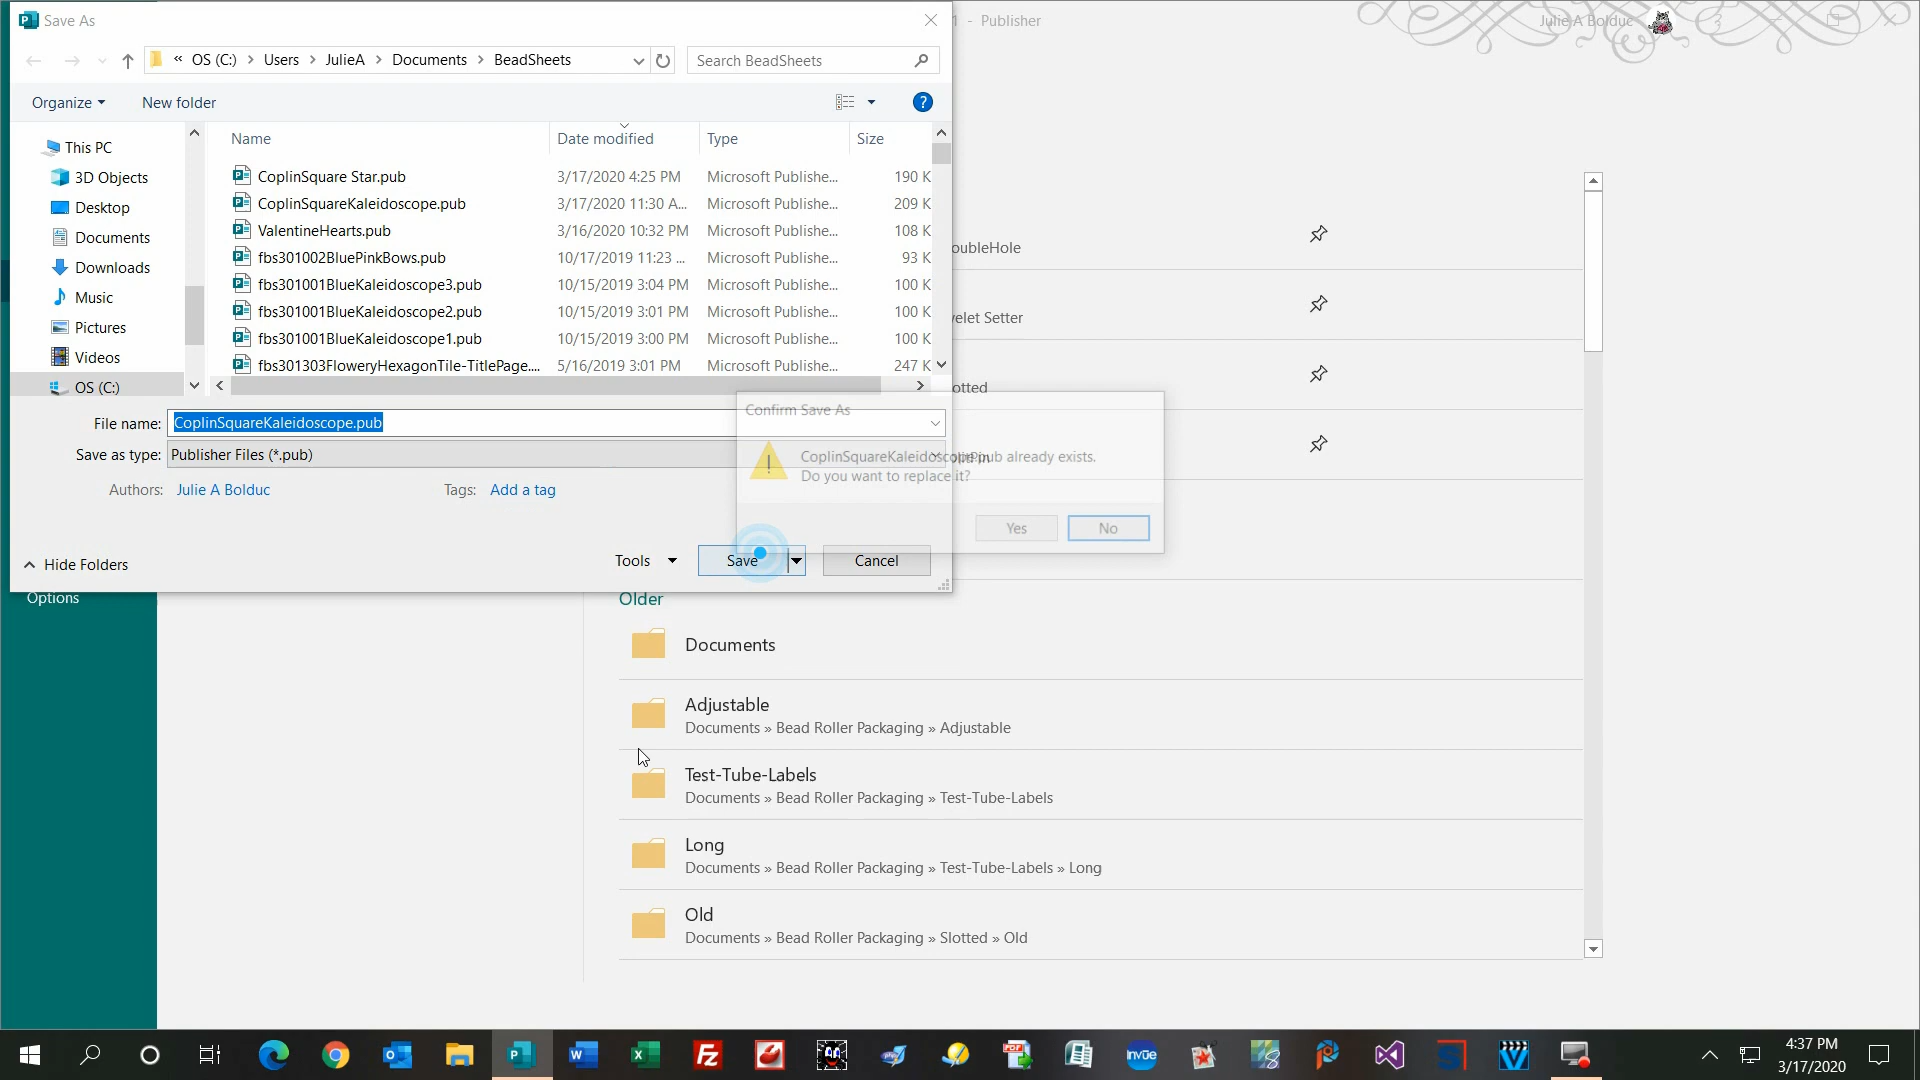 Save As
1 - Publisher
Julie A Bolduc
?
« OS (C:) > Users > JulieA > Documents > BeadSheets
Search BeadSheets
Organize
New folder
?
Name
Date modified
Type
Size
This PC
3D Objects
Desktop
Documents
Downloads
Music
Pictures
Videos
OS (C:)
CoplinSquare Star.pub 3/17/2020 4:25 PM Microsoft Publishe... 190 K
CoplinSquareKaleidoscope.pub 3/17/2020 11:30 A... Microsoft Publishe... 209 K
ValentineHearts.pub 3/16/2020 10:32 PM Microsoft Publishe... 108 K
fbs301002BluePinkBows.pub 10/17/2019 11:23 ... Microsoft Publishe... 93 K
fbs301001BlueKaleidoscope3.pub 10/15/2019 3:04 PM Microsoft Publishe... 100 K
fbs301001BlueKaleidoscope2.pub 10/15/2019 3:01 PM Microsoft Publishe... 100 K
fbs301001BlueKaleidoscope1.pub 10/15/2019 3:00 PM Microsoft Publishe... 100 K
fbs301303FloweryHexagonTile-TitlePage.... 5/16/2019 3:01 PM Microsoft Publishe... 247 K
oubleHole
velet Setter
otted
File name: CoplinSquareKaleidoscope.pub
Save as type: Publisher Files (*.pub)
Authors: Julie A Bolduc
Tags: Add a tag
Confirm Save As
CoplinSquareKaleidoscope.pub already exists.
Do you want to replace it?
Yes
No
Hide Folders
Tools
Save
Cancel
Options
Older
Documents
Adjustable
Documents » Bead Roller Packaging » Adjustable
Test-Tube-Labels
Documents » Bead Roller Packaging » Test-Tube-Labels
Long
Documents » Bead Roller Packaging » Test-Tube-Labels » Long
Old
Documents » Bead Roller Packaging » Slotted » Old
invüe
4:37 PM
3/17/2020